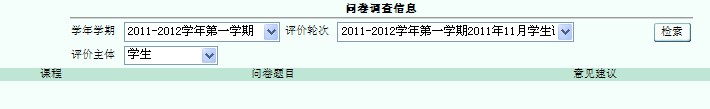 问卷调查信息
学年学期 2011-2012学年第一学期 评价轮次 2011-2012学年第一学期2011年11月学生 检索
评价主体 学生
课程 问卷题目 意见建议